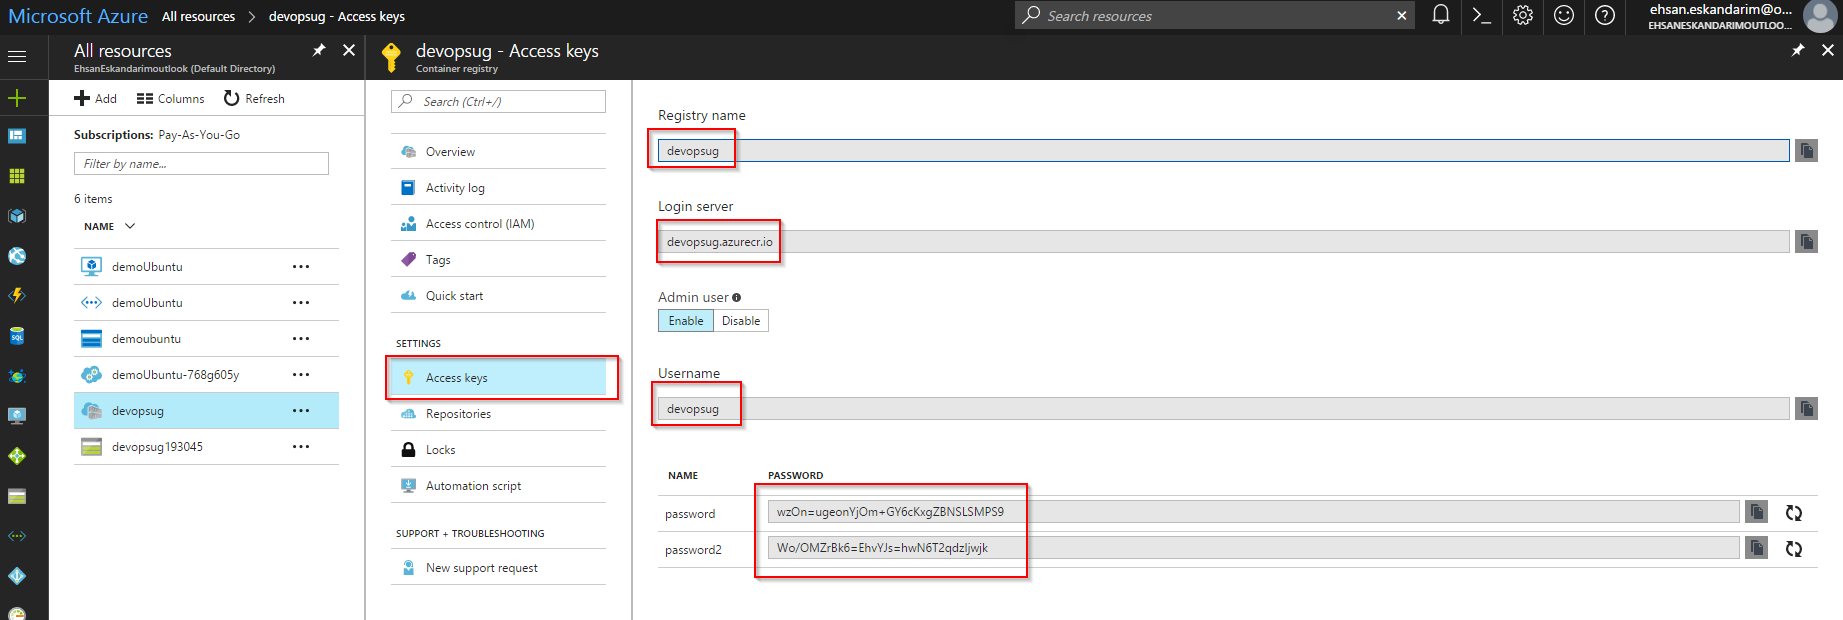 Microsoft Azure All resources > devopsug - Access keys
Search resources
ehsan.eskandarim@o...
EHSANESKANDARIMOUTLOO...
All resources
EhsanEskandarimoutlook (Default Directory)
Add Columns Refresh
Subscriptions: Pay-As-You-Go
Filter by name...
6 items
NAME
demoUbuntu
demoUbuntu
demoubuntu
demoUbuntu-768g605y
devopsug
devopsug193045
devopsug - Access keys
Container registry
Search (Ctrl+/)
Overview
Activity log
Access control (IAM)
Tags
Quick start
SETTINGS
Access keys
Repositories
Locks
Automation script
SUPPORT + TROUBLESHOOTING
New support request
Registry name
devopsug
Login server
devopsug.azurecr.io
Admin user
Enable Disable
Username
devopsug
NAME PASSWORD
password wzOn=ugeonYjOm+GY6cKxgZBNSLSMPS9
password2 Wo/OMZrBk6=EhvYJs=hwN6T2qdzIjwjk
SQL